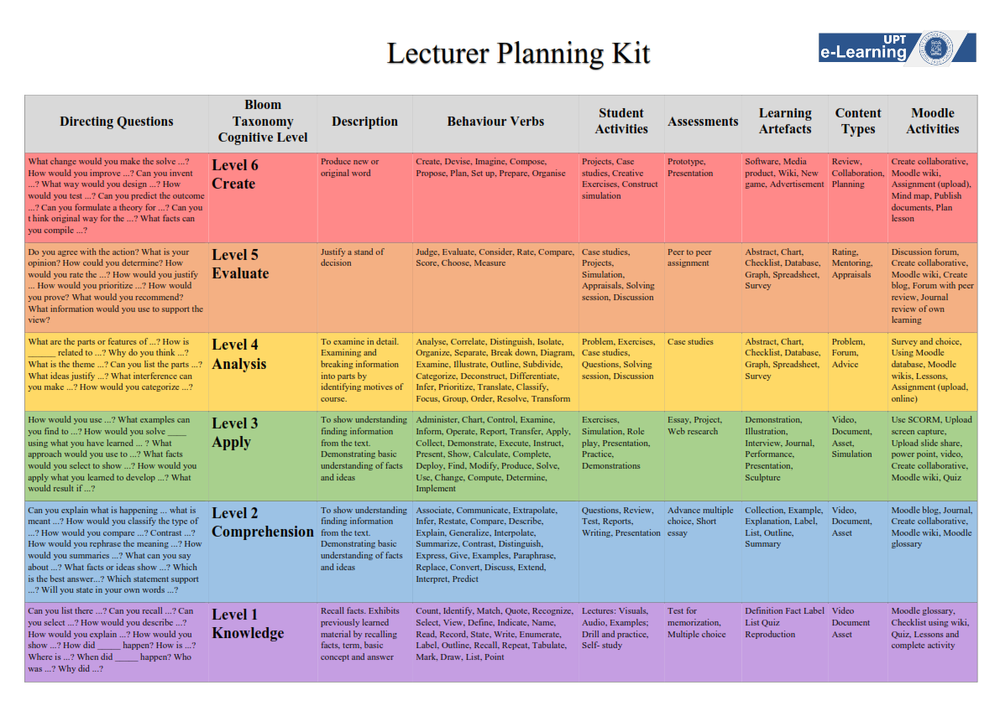 Lecturer Planning Kit
UPT
e-Learning
Directing Questions
Bloom
Taxonomy
Cognitive Level
Description
Behaviour Verbs
Student
Activities
Assessments
Learning
Artefacts
Content
Types
Moodle
Activities
What change would you make the solve ...?
How would you improve ...? Can you invent
...? What way would you design ...? How
would you test ...? Can you predict the outcome
...? Can you formulate a theory for ...? Can you
t hink original way for the ...? What facts can
you compile ...?
Level 6
Create
Produce new or
original word
Create, Devise, Imagine, Compose,
Propose, Plan, Set up, Prepare, Organise
Projects, Case
studies, Creative
Exercises, Construct
simulation
Prototype,
Presentation
Software, Media
product, Wiki, New
game, Advertisement
Review,
Collaboration,
Planning
Create collaborative,
Moodle wiki,
Assignment (upload),
Mind map, Publish
documents, Plan
lesson
Do you agree with the action? What is your
opinion? How could you determine? How
would you rate the ...? How would you justify
... How would you prioritize ...? How would
you prove? What would you recommend?
What information would you use to support the
view?
Level 5
Evaluate
Justify a stand of
decision
Judge, Evaluate, Consider, Rate, Compare,
Score, Choose, Measure
Case studies,
Projects,
Simulation,
Appraisals, Solving
session, Discussion
Peer to peer
assignment
Abstract, Chart,
Checklist, Database,
Graph, Spreadsheet,
Survey
Rating,
Mentoring,
Appraisals
Discussion forum,
Create collaborative,
Moodle wiki, Create
blog, Forum with peer
review, Journal
review of own
learning
What are the parts or features of ...? How is
______ related to ...? Why do you think ...?
What is the theme ...? Can you list the parts ...?
What ideas justify ...? What interference can
you make ...? How would you categorize ...?
Level 4
Analysis
To examine in detail.
Examining and
breaking information
into parts by
identifying motives of
course.
Analyse, Correlate, Distinguish, Isolate,
Organize, Separate, Break down, Diagram,
Examine, Illustrate, Outline, Subdivide,
Categorize, Deconstruct, Differentiate,
Infer, Prioritize, Translate, Classify,
Focus, Group, Order, Resolve, Transform
Problem, Exercises,
Case studies,
Questions, Solving
session, Discussion
Case studies
Abstract, Chart,
Checklist, Database,
Graph, Spreadsheet,
Survey
Problem,
Forum,
Advice
Survey and choice,
Using Moodle
database, Moodle
wikis, Lessons,
Assignment (upload,
online)
How would you use ...? What examples can
you find to ...? How would you solve ____
using what you have learned ... ? What
approach would you use to ...? What facts
would you select to show ...? How would you
apply what you learned to develop ...? What
would result if ...?
Level 3
Apply
To show understanding
finding information
from the text.
Demonstrating basic
understanding of facts
and ideas
Administer, Chart, Control, Examine,
Inform, Operate, Report, Transfer, Apply,
Collect, Demonstrate, Execute, Instruct,
Present, Show, Calculate, Complete,
Deploy, Find, Modify, Produce, Solve,
Use, Change, Compute, Determine,
Implement
Exercises,
Simulation, Role
play, Presentation,
Practice,
Demonstrations
Essay, Project,
Web research
Demonstration,
Illustration,
Interview, Journal,
Performance,
Presentation,
Sculpture
Video,
Document,
Asset,
Simulation
Use SCORM, Upload
screen capture,
Upload slide share,
power point, video,
Create collaborative,
Moodle wiki, Quiz
Can you explain what is happening ... what is
meant ...? How would you classify the type of
...? How would you compare ...? Contrast ...?
How would you rephrase the meaning ...? How
would you summaries ...? What can you say
about ...? What facts or ideas show ...? Which
is the best answer...? Which statement support
...? Will you state in your own words ...?
Level 2
Comprehension
To show understanding
finding information
from the text.
Demonstrating basic
understanding of facts
and ideas
Associate, Communicate, Extrapolate,
Infer, Restate, Compare, Describe,
Explain, Generalize, Interpolate,
Summarize, Contrast, Distinguish,
Express, Give, Examples, Paraphrase,
Replace, Convert, Discuss, Extend,
Interpret, Predict
Questions, Review,
Test, Reports,
Writing, Presentation
Advance multiple
choice, Short
essay
Collection, Example,
Explanation, Label,
List, Outline,
Summary
Video,
Document,
Asset
Moodle blog, Journal,
Create collaborative,
Moodle wiki, Moodle
glossary
Can you list there ...? Can you recall ...? Can
you select ...? How would you describe ...?
How would you explain ...? How would you
show ...? How did _____ happen? How is ...?
Where is ...? When did _____ happen? Who
was ...? Why did ...?
Level 1
Knowledge
Recall facts. Exhibits
previously learned
material by recalling
facts, term, basic
concept and answer
Count, Identify, Match, Quote, Recognize,
Select, View, Define, Indicate, Name,
Read, Record, State, Write, Enumerate,
Label, Outline, Recall, Repeat, Tabulate,
Mark, Draw, List, Point
Lectures: Visuals,
Audio, Examples;
Drill and practice,
Self- study
Test for
memorization,
Multiple choice
Definition Fact Label
List Quiz
Reproduction
Video
Document
Asset
Moodle glossary,
Checklist using wiki,
Quiz, Lessons and
complete activity